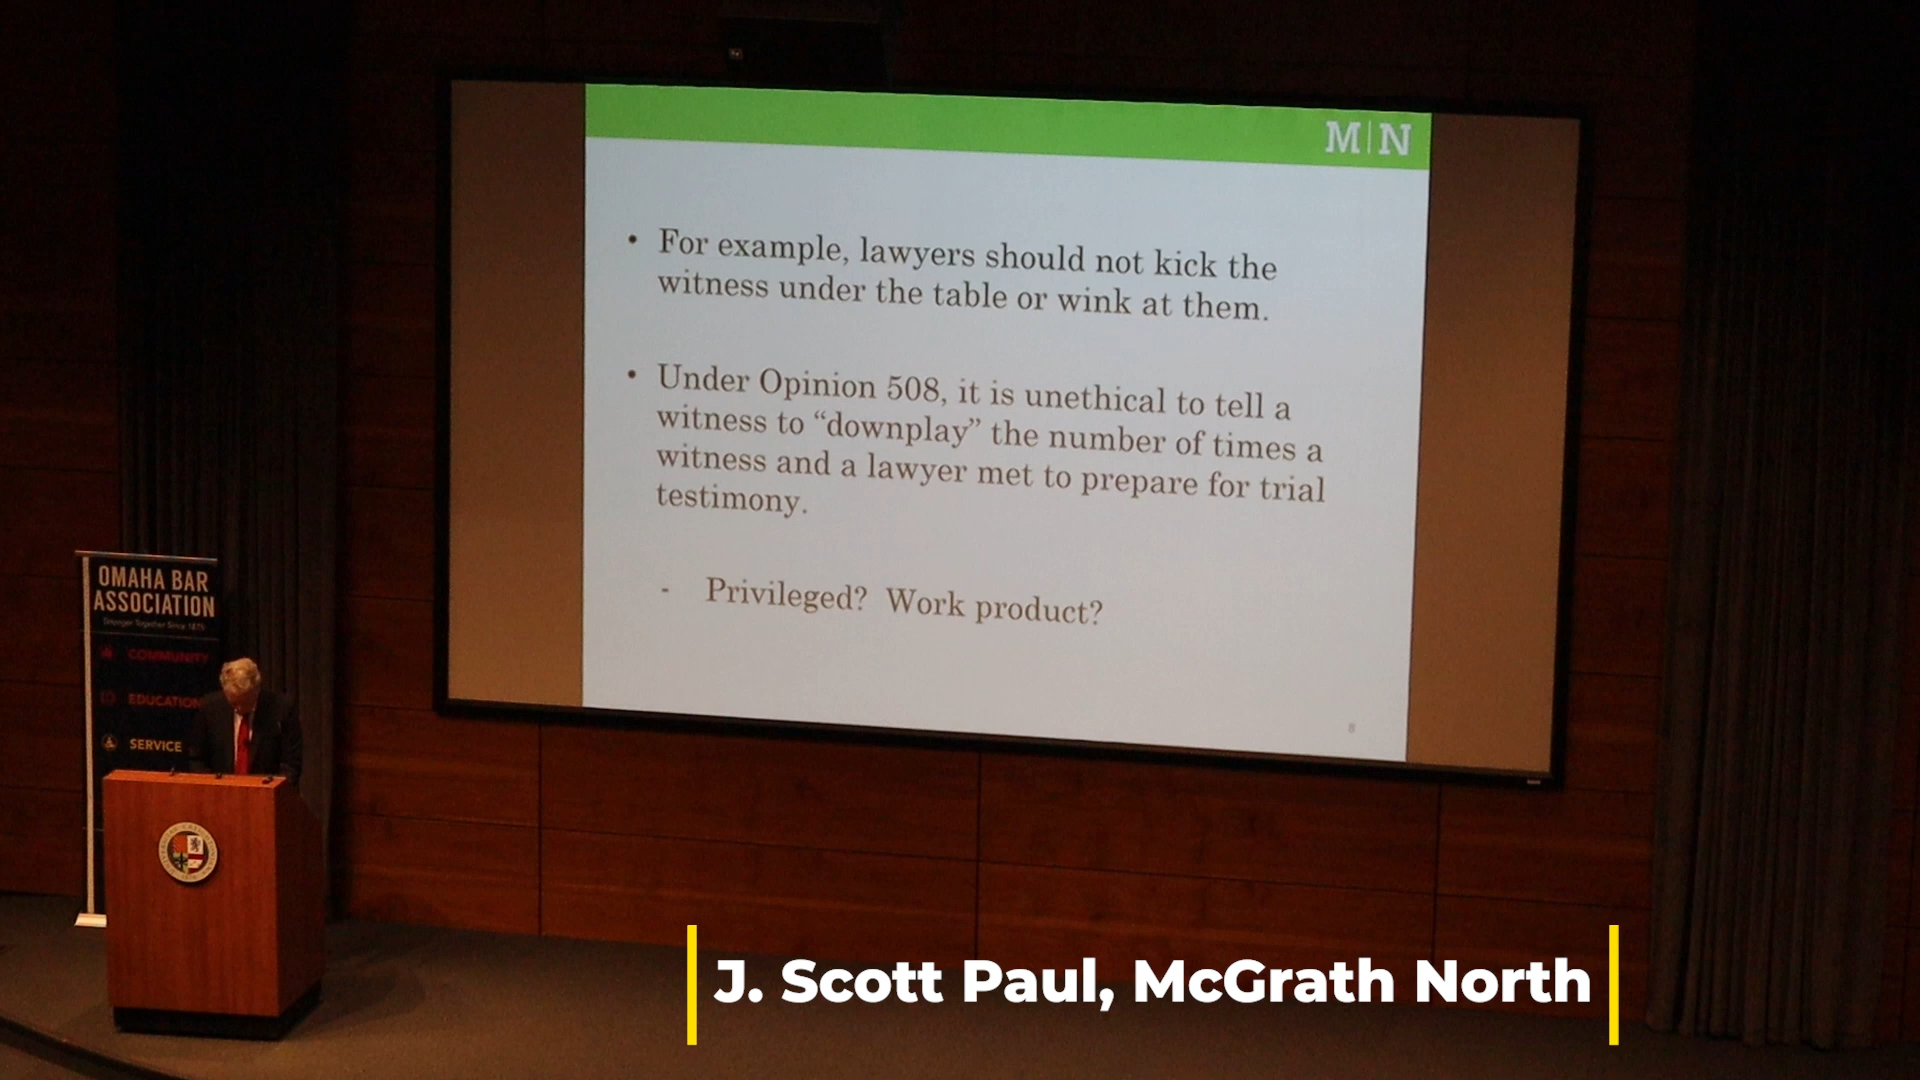 M|N
• For example, lawyers should not kick the
witness under the table or wink at them.
• Under Opinion 508, it is unethical to tell a
witness to “downplay” the number of times a
witness and a lawyer met to prepare for trial
testimony.
- Privileged? Work product?
8
OMAHA BAR
ASSOCIATION
Stronger Together Since 1875
COMMUNITY
EDUCATION
SERVICE
J. Scott Paul, McGrath North